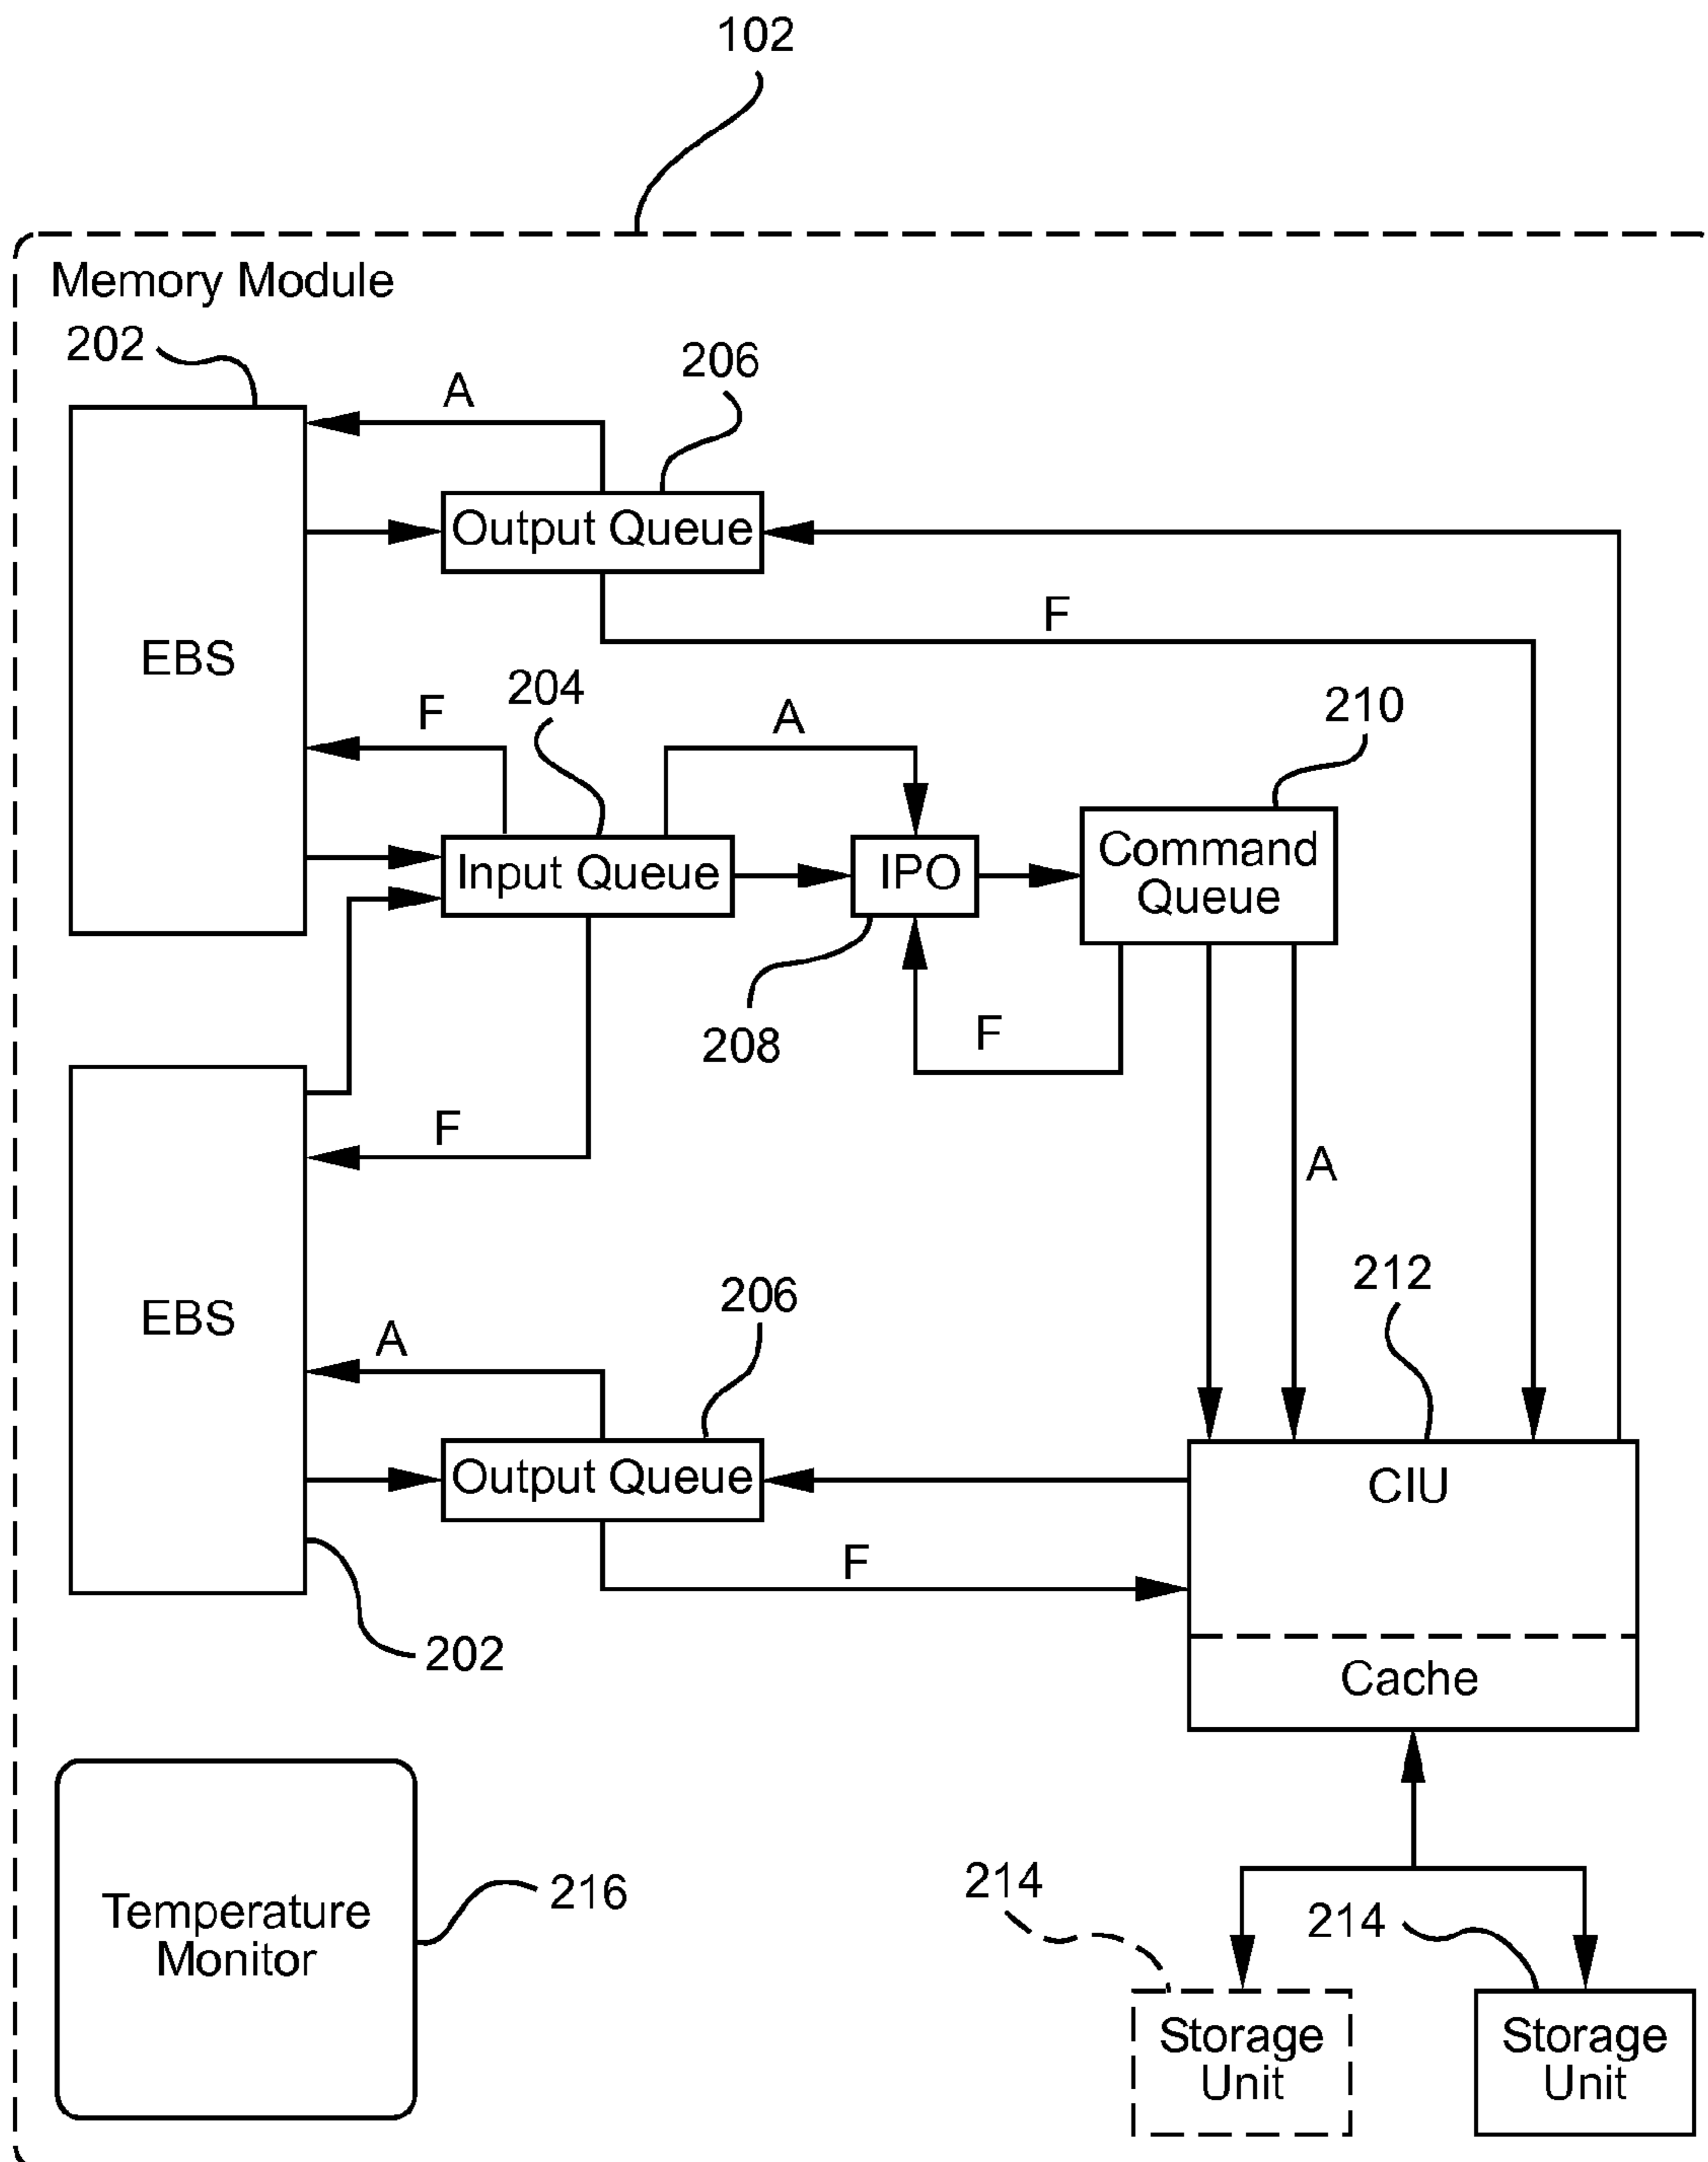 102
Memory Module
202
206
A
Output Queue
F
EBS
204
210
F
A
Input Queue
IPO
Command
Queue
208
F
F
A
212
206
EBS
A
Output Queue
CIU
F
202
Cache
216
214
214
Temperature
Monitor
Storage
Unit
Storage
Unit